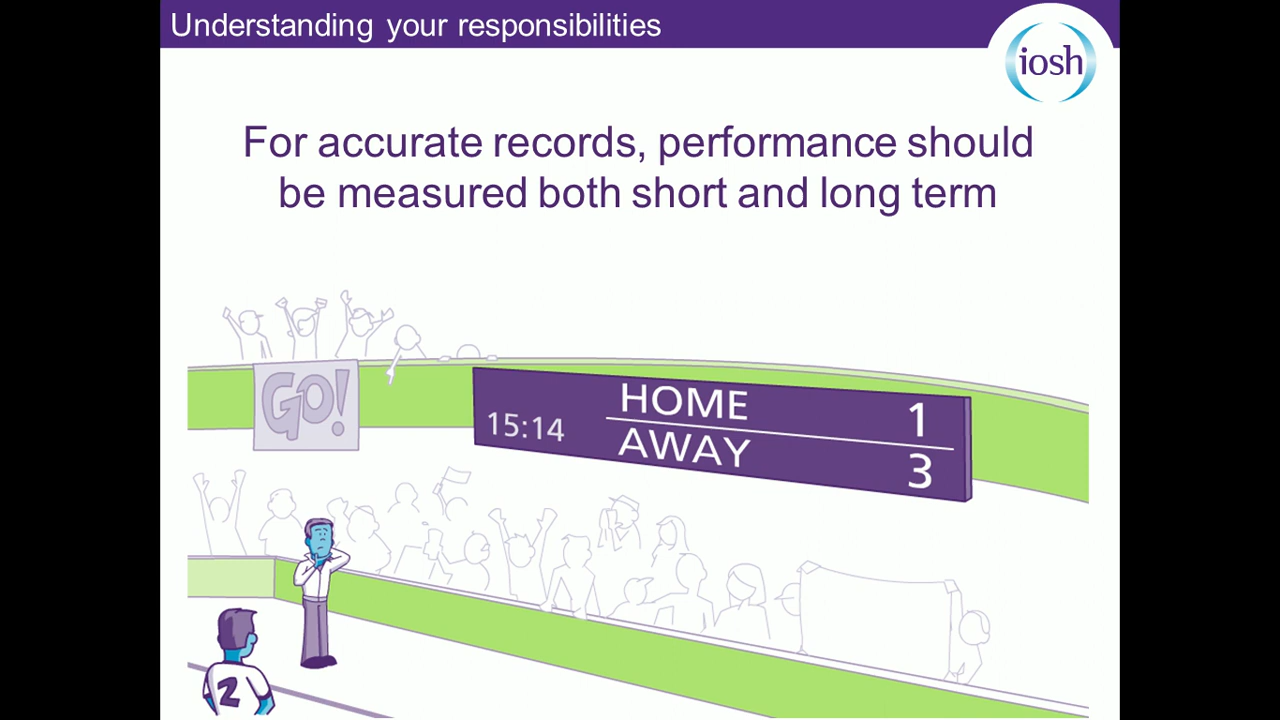 Understanding your responsibilities
iosh
For accurate records, performance should
be measured both short and long term
GO!
HOME 1
15:14
AWAY 3
2